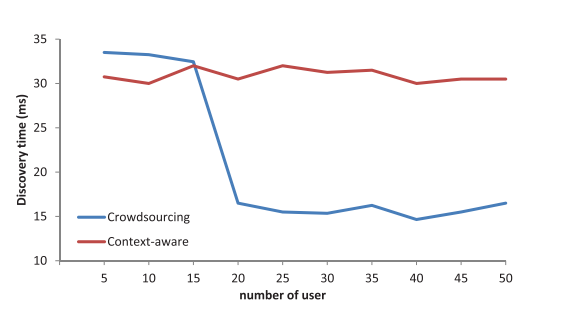 35
30
25
20
15
10
Discovery time (ms)
Crowdsourcing
Context-aware
5 10 15 20 25 30 35 40 45 50
number of user